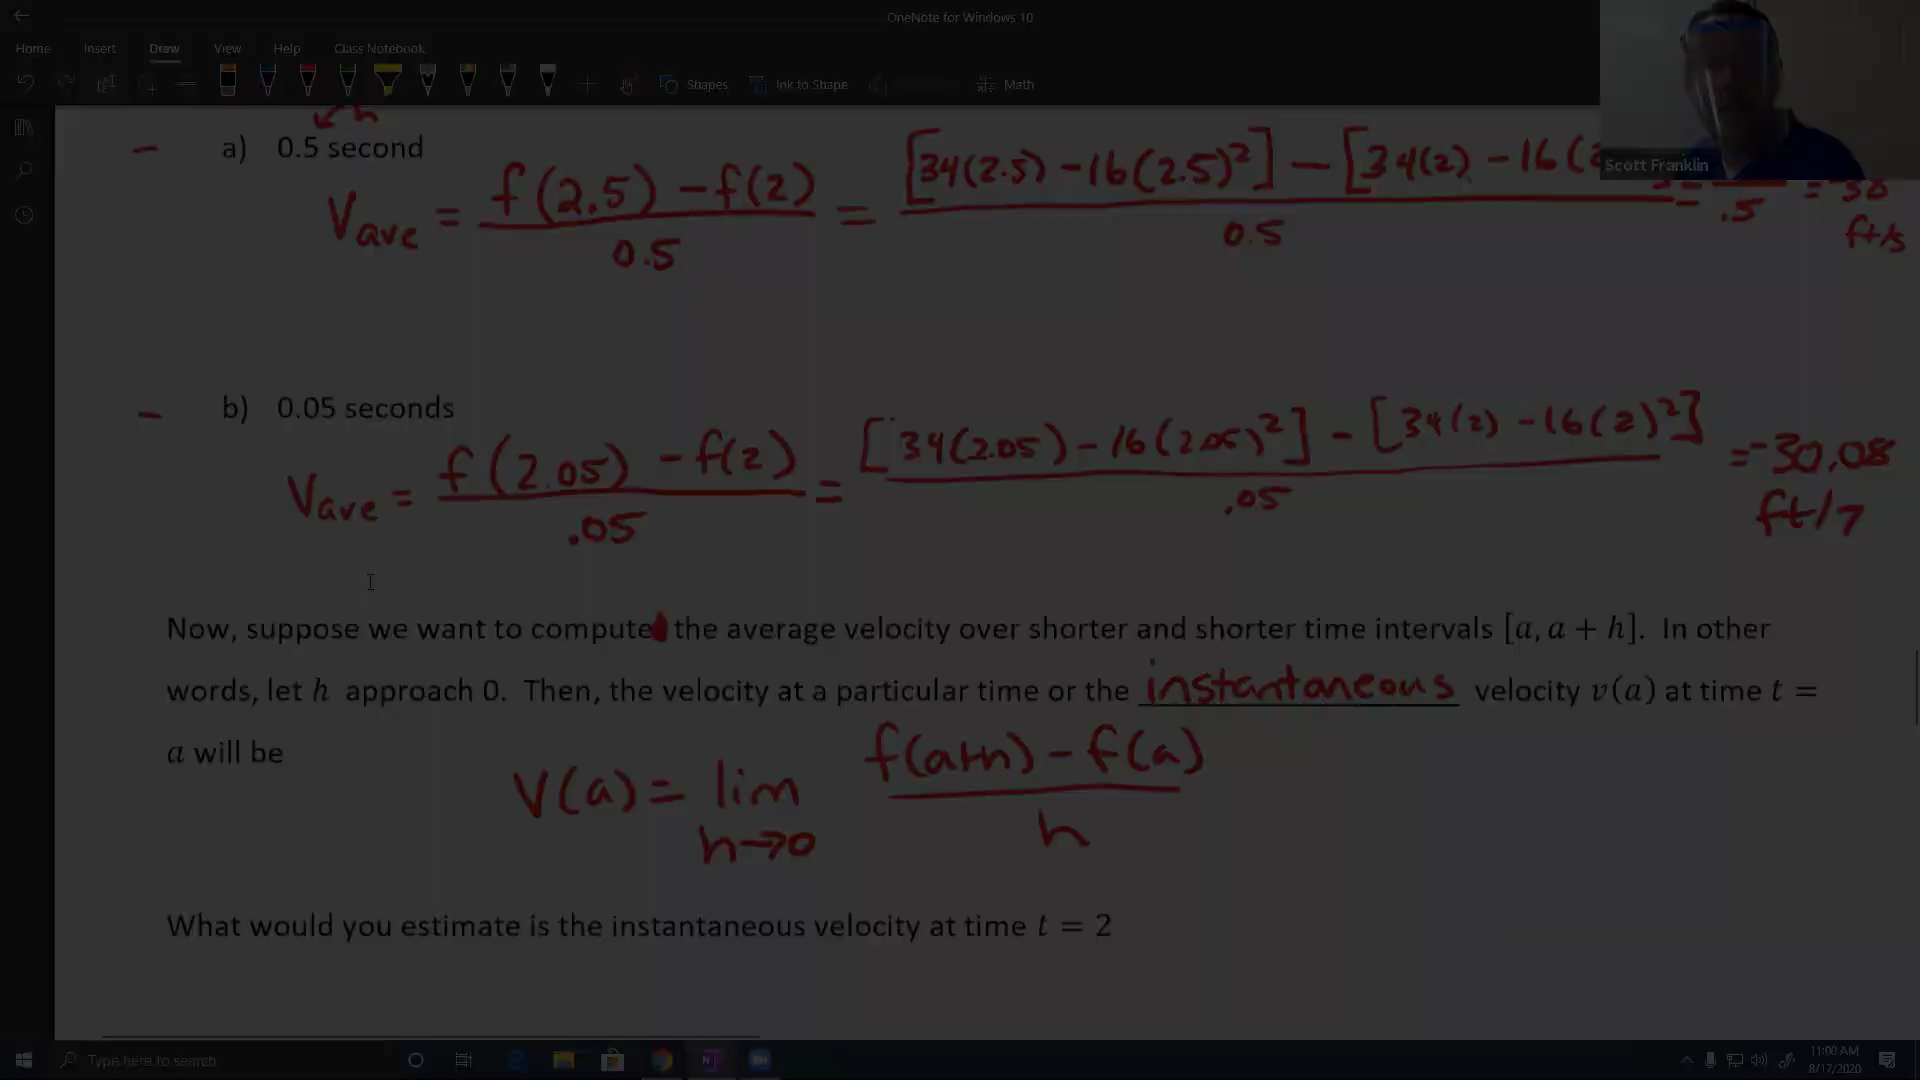 OneNote for Windows 10
Home Insert Draw View Help Class Notebook
Shapes Ink to Shape Math
h
a) 0.5 second
Vave = f(2.5) - f(2) / 0.5 = [34(2.5) - 16(2.5)² ] - [34(2) - 16( / 0.5 = / .5 = ft/s
Scott Franklin
b) 0.05 seconds
Vave = f(2.05) - f(2) / .05 = [34(2.05) - 16(2.05)²] - [34(2) - 16(2)²] / .05 = -30.08 ft/7
Now, suppose we want to compute the average velocity over shorter and shorter time intervals [a, a + h]. In other
words, let h approach 0. Then, the velocity at a particular time or the instantaneous velocity v(a) at time t =
a will be
V(a) = lim h→0 f(a+h) - f(a) / h
What would you estimate is the instantaneous velocity at time t = 2
Type here to search
11:00 AM
8/17/2020